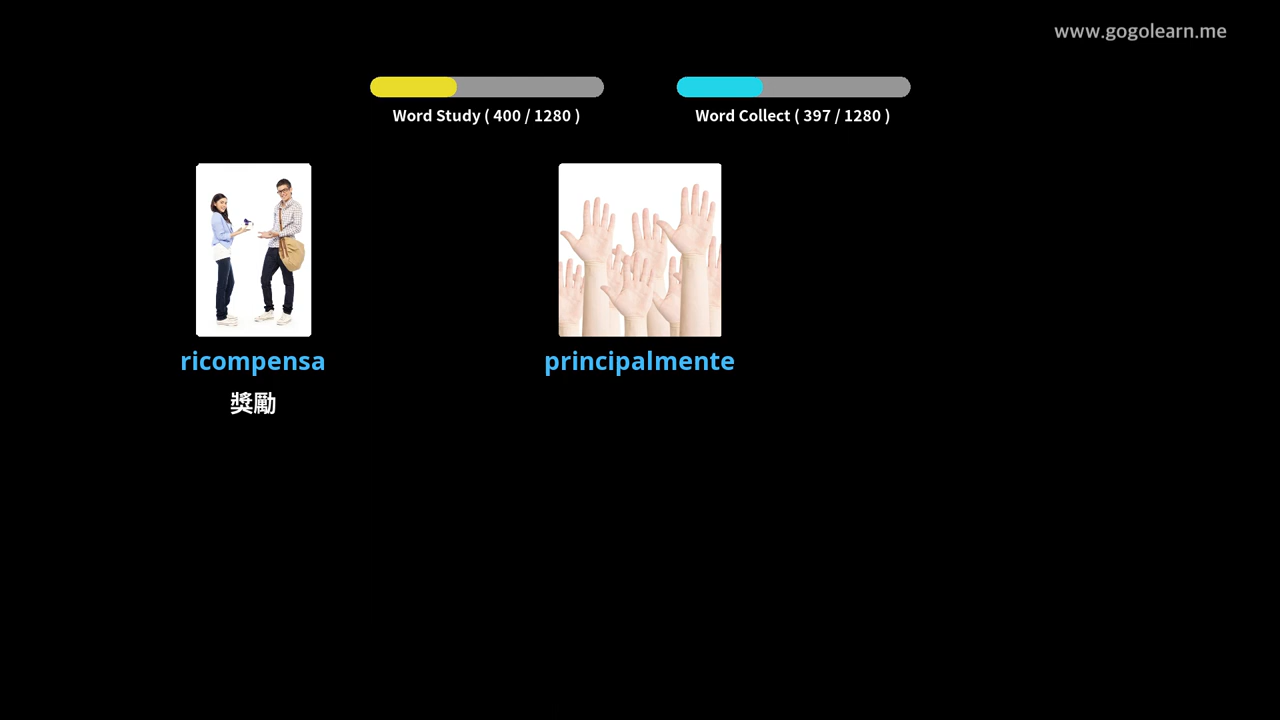 www.gogolearn.me
Word Study ( 400 / 1280 )
Word Collect ( 397 / 1280 )
ricompensa
principalmente
獎勵